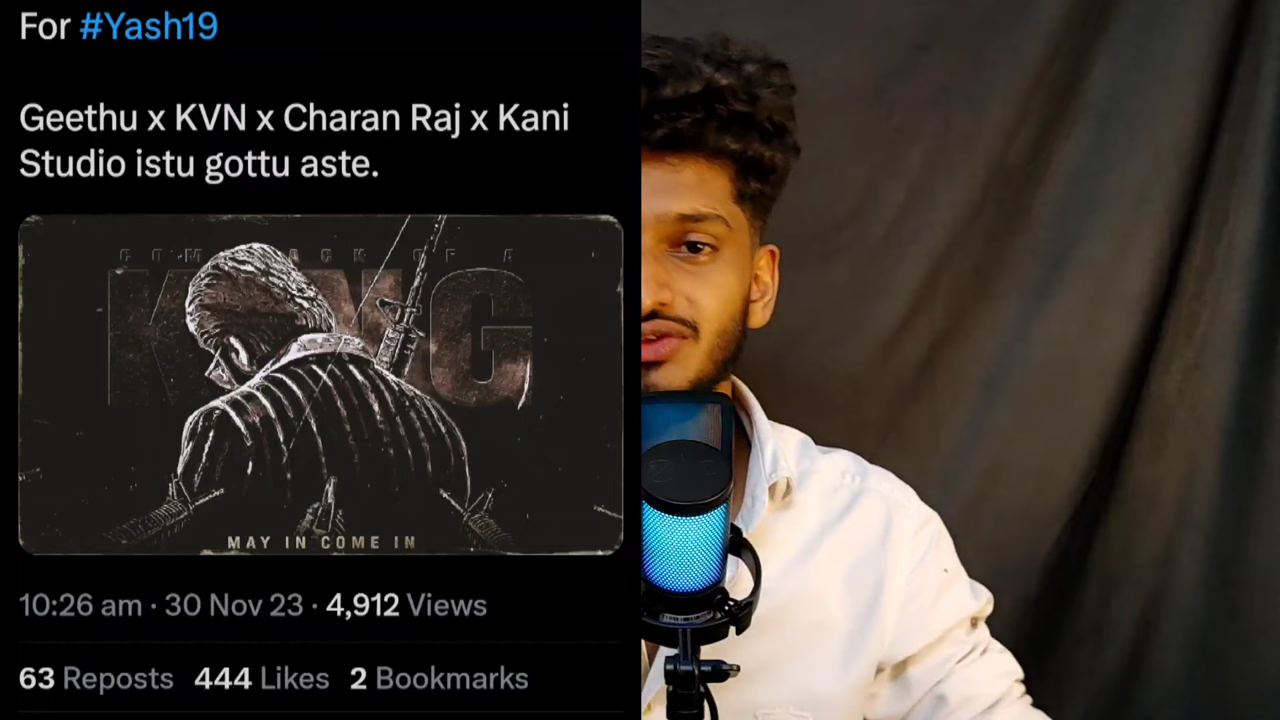 For #Yash19
Geethu x KVN x Charan Raj x Kani
Studio istu gottu aste.
MAY IN COME IN
10:26 am · 30 Nov 23 · 4,912 Views
63 Reposts 444 Likes 2 Bookmarks